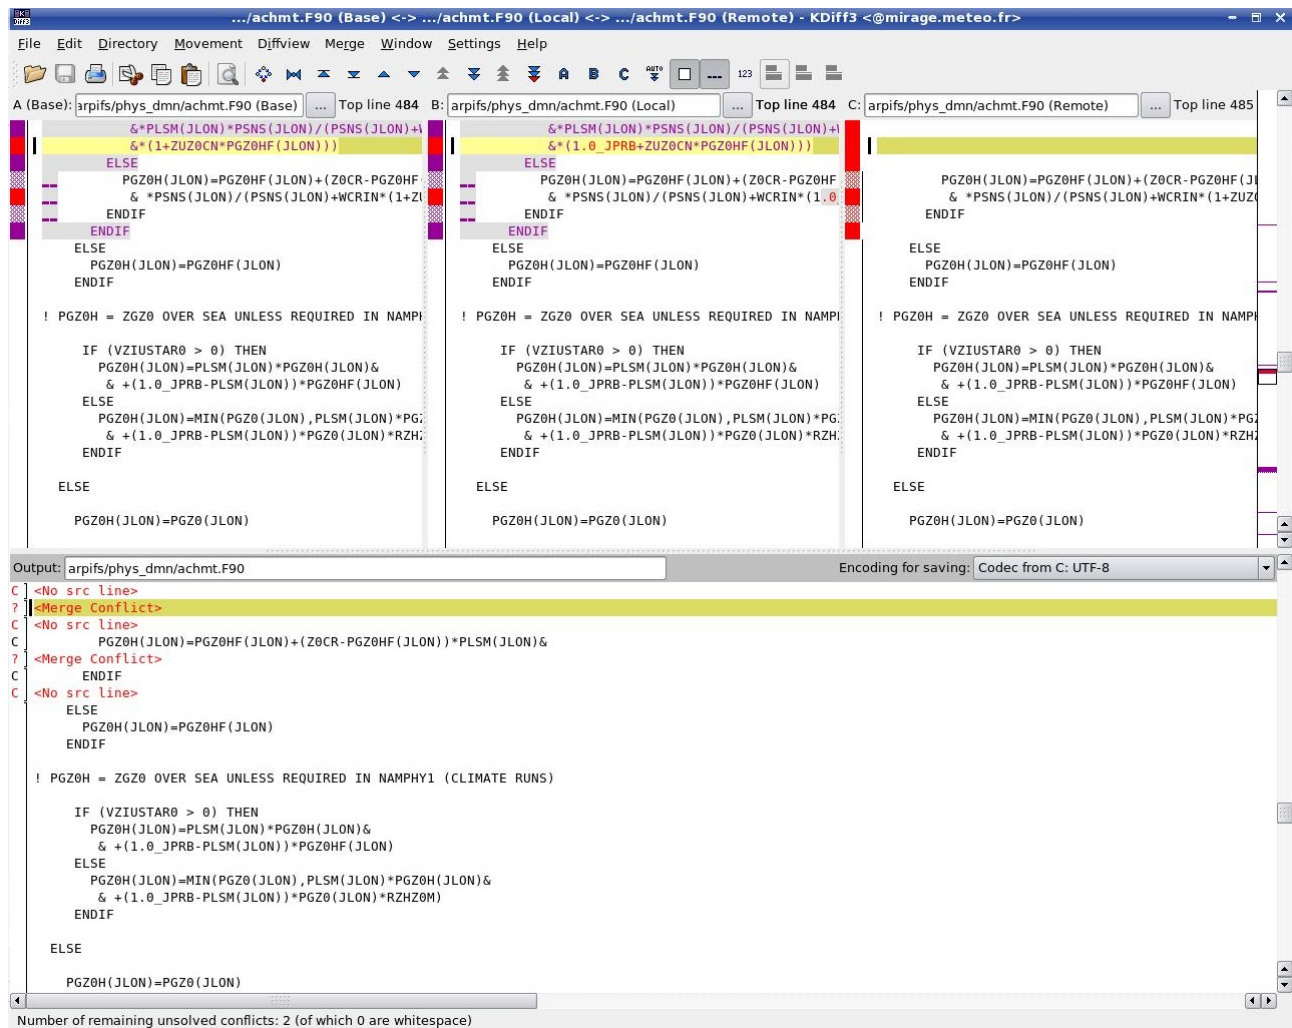 .../achmt.F90 (Base) <-> .../achmt.F90 (Local) <-> .../achmt.F90 (Remote) - KDiff3 <@mirage.meteo.fr>
File Edit Directory Movement Diffview Merge Window Settings Help
A B C AUTO 123
A (Base): arpifs/phys_dmn/achmt.F90 (Base) ... Top line 484 B: arpifs/phys_dmn/achmt.F90 (Local) ... Top line 484 C: arpifs/phys_dmn/achmt.F90 (Remote) ... Top line 485
&*PLSM(JLON)*PSNS(JLON)/(PSNS(JLON)+
&*(1+ZUZ0CN*PGZ0HF(JLON)))
ELSE
PGZ0H(JLON)=PGZ0HF(JLON)+(Z0CR-PGZ0HF
& *PSNS(JLON)/(PSNS(JLON)+WCRIN*(1+ZU
ENDIF
ENDIF
ELSE
PGZ0H(JLON)=PGZ0HF(JLON)
ENDIF
! PGZ0H = ZGZ0 OVER SEA UNLESS REQUIRED IN NAMPH
IF (VZIUSTAR0 > 0) THEN
PGZ0H(JLON)=PLSM(JLON)*PGZ0H(JLON)&
& +(1.0_JPRB-PLSM(JLON))*PGZ0HF(JLON)
ELSE
PGZ0H(JLON)=MIN(PGZ0(JLON),PLSM(JLON)*PGZ
& +(1.0_JPRB-PLSM(JLON))*PGZ0(JLON)*RZHZ
ENDIF
ELSE
PGZ0H(JLON)=PGZ0(JLON)
&*PLSM(JLON)*PSNS(JLON)/(PSNS(JLON)+
&*(1.0_JPRB+ZUZ0CN*PGZ0HF(JLON)))
ELSE
PGZ0H(JLON)=PGZ0HF(JLON)+(Z0CR-PGZ0HF
& *PSNS(JLON)/(PSNS(JLON)+WCRIN*(1.0
ENDIF
ENDIF
ELSE
PGZ0H(JLON)=PGZ0HF(JLON)
ENDIF
! PGZ0H = ZGZ0 OVER SEA UNLESS REQUIRED IN NAMPH
IF (VZIUSTAR0 > 0) THEN
PGZ0H(JLON)=PLSM(JLON)*PGZ0H(JLON)&
& +(1.0_JPRB-PLSM(JLON))*PGZ0HF(JLON)
ELSE
PGZ0H(JLON)=MIN(PGZ0(JLON),PLSM(JLON)*PG
& +(1.0_JPRB-PLSM(JLON))*PGZ0(JLON)*RZH
ENDIF
ELSE
PGZ0H(JLON)=PGZ0(JLON)
PGZ0H(JLON)=PGZ0HF(JLON)+(Z0CR-PGZ0HF(JL
& *PSNS(JLON)/(PSNS(JLON)+WCRIN*(1+ZUZ0
ENDIF
ELSE
PGZ0H(JLON)=PGZ0HF(JLON)
ENDIF
! PGZ0H = ZGZ0 OVER SEA UNLESS REQUIRED IN NAMPH
IF (VZIUSTAR0 > 0) THEN
PGZ0H(JLON)=PLSM(JLON)*PGZ0H(JLON)&
& +(1.0_JPRB-PLSM(JLON))*PGZ0HF(JLON)
ELSE
PGZ0H(JLON)=MIN(PGZ0(JLON),PLSM(JLON)*PGZ
& +(1.0_JPRB-PLSM(JLON))*PGZ0(JLON)*RZHZ
ENDIF
ELSE
PGZ0H(JLON)=PGZ0(JLON)
Output: arpifs/phys_dmn/achmt.F90 Encoding for saving: Codec from C: UTF-8
C <No src line>
? <Merge Conflict>
C <No src line>
C PGZ0H(JLON)=PGZ0HF(JLON)+(Z0CR-PGZ0HF(JLON))*PLSM(JLON)&
? <Merge Conflict>
C ENDIF
C <No src line>
ELSE
PGZ0H(JLON)=PGZ0HF(JLON)
ENDIF
! PGZ0H = ZGZ0 OVER SEA UNLESS REQUIRED IN NAMPHY1 (CLIMATE RUNS)
IF (VZIUSTAR0 > 0) THEN
PGZ0H(JLON)=PLSM(JLON)*PGZ0H(JLON)&
& +(1.0_JPRB-PLSM(JLON))*PGZ0HF(JLON)
ELSE
PGZ0H(JLON)=MIN(PGZ0(JLON),PLSM(JLON)*PGZ0H(JLON)&
& +(1.0_JPRB-PLSM(JLON))*PGZ0(JLON)*RZHZ0M)
ENDIF
ELSE
PGZ0H(JLON)=PGZ0(JLON)
Number of remaining unsolved conflicts: 2 (of which 0 are whitespace)